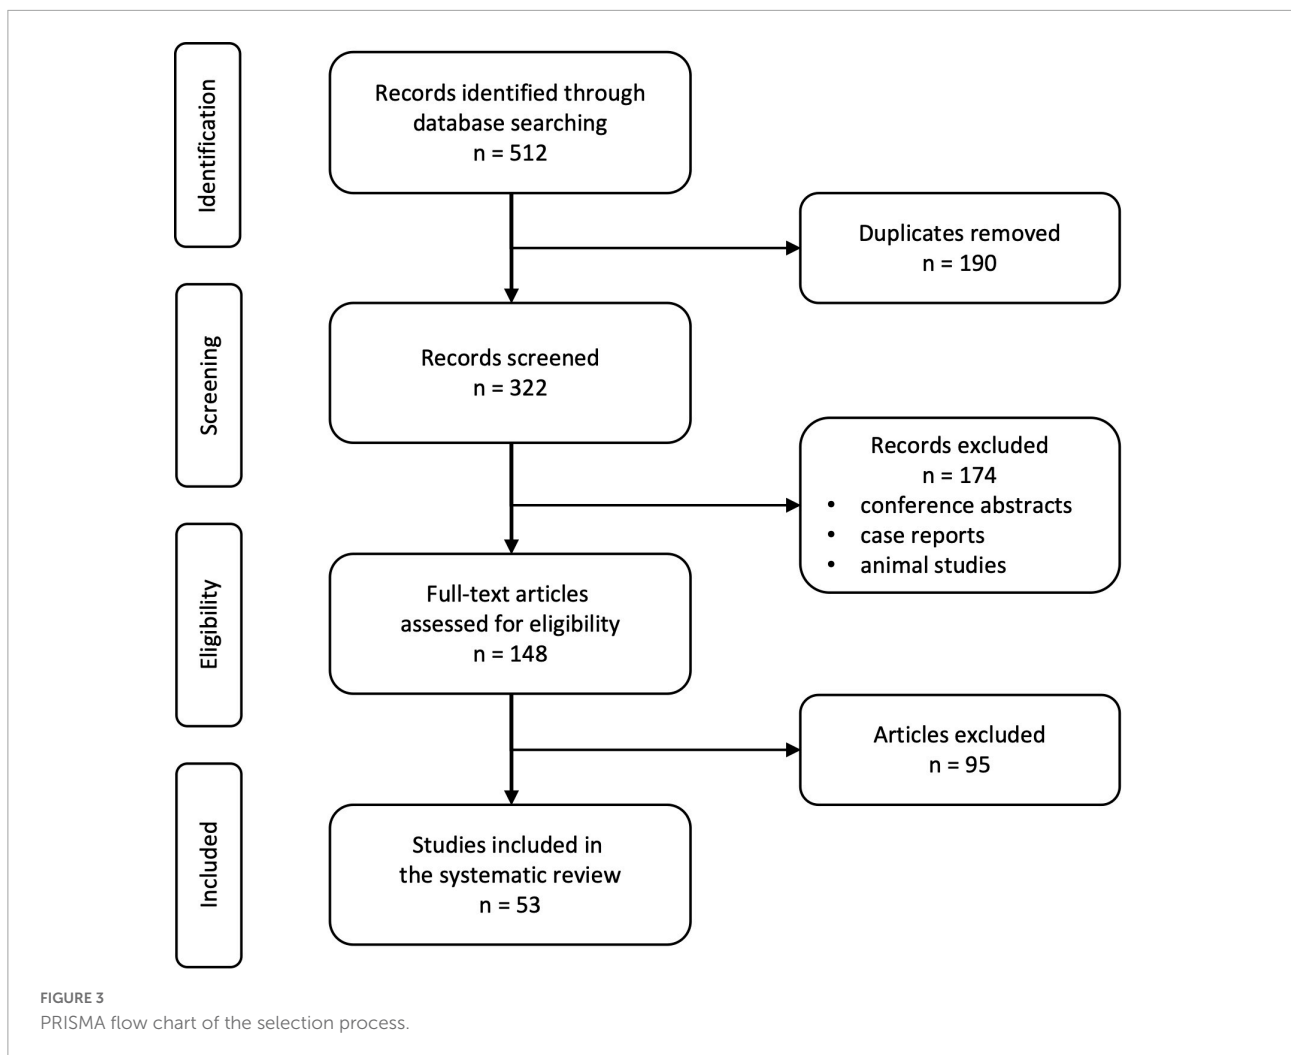 Identification
Records identified through
database searching
n = 512
Duplicates removed
n = 190
Screening
Records screened
n = 322
Records excluded
n = 174
• conference abstracts
• case reports
• animal studies
Eligibility
Full-text articles
assessed for eligibility
n = 148
Articles excluded
n = 95
Included
Studies included in
the systematic review
n = 53
FIGURE 3
PRISMA flow chart of the selection process.